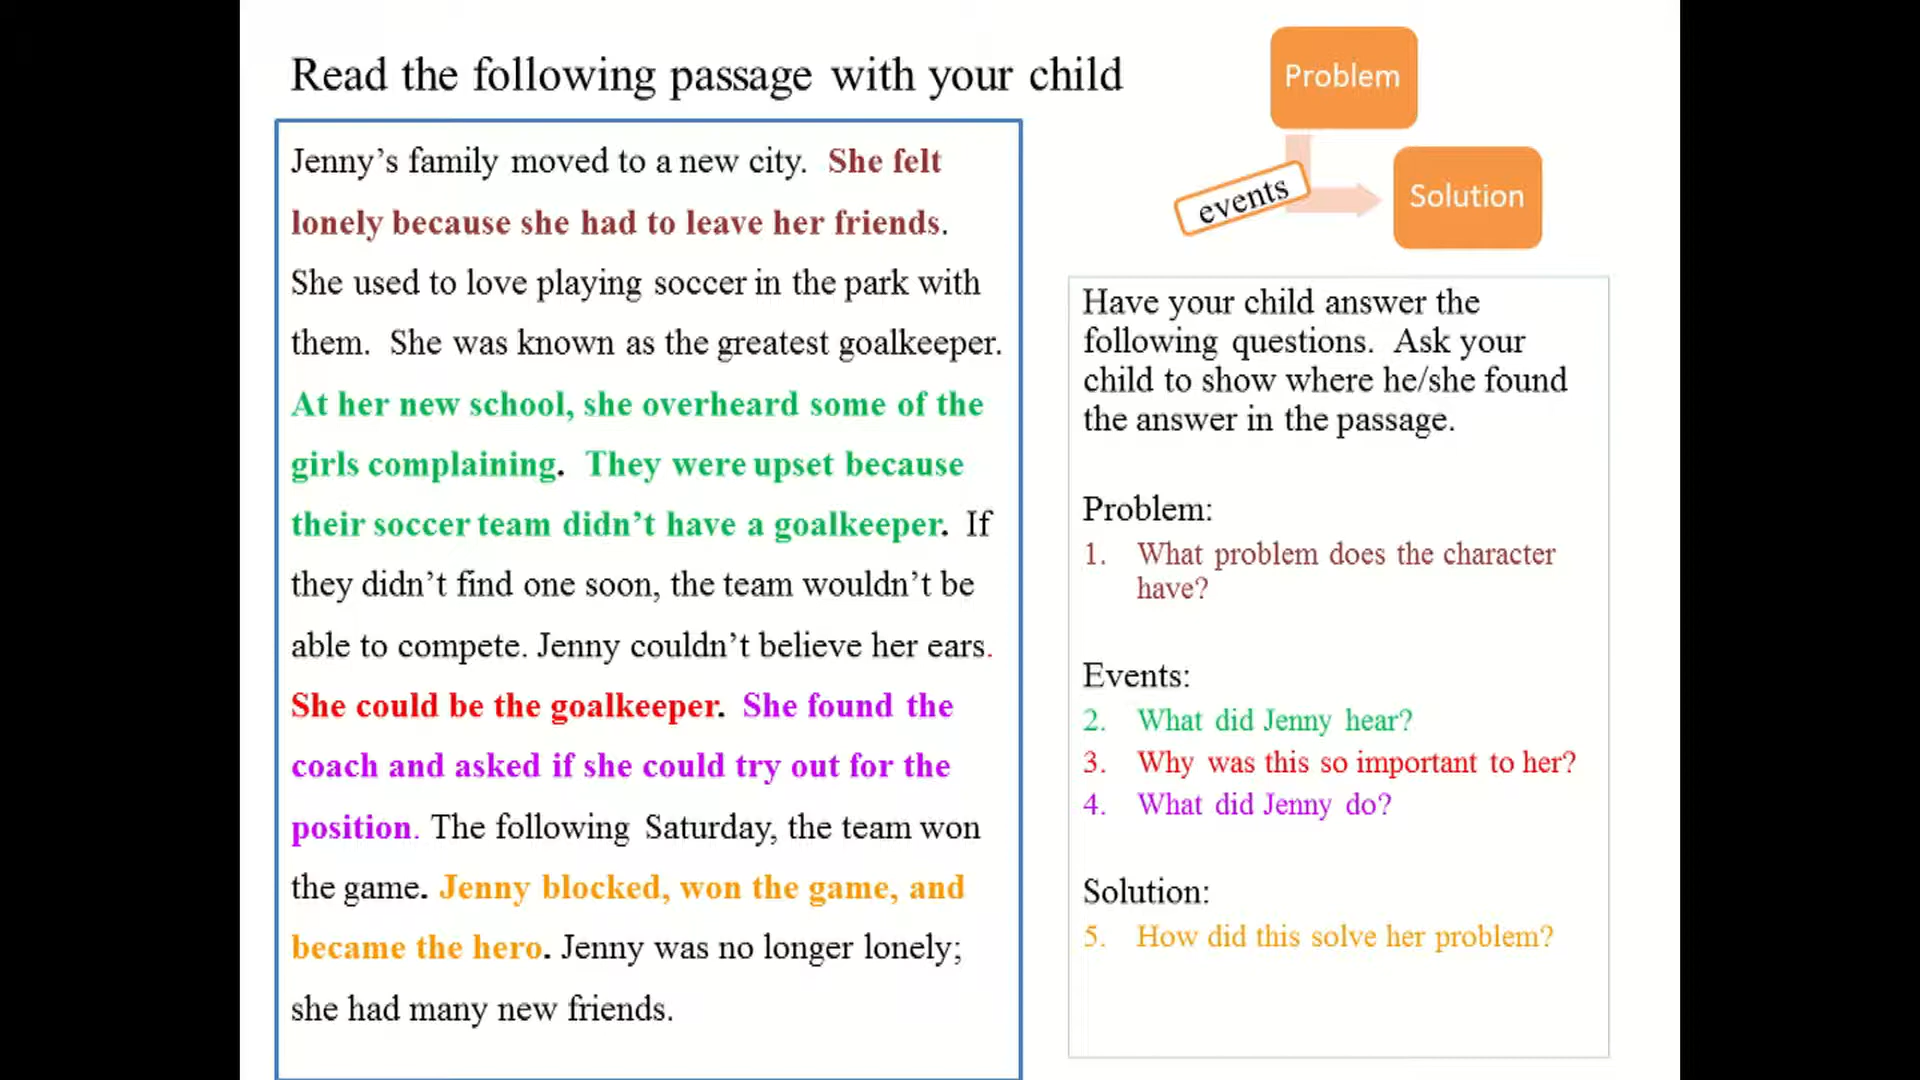 Read the following passage with your child
Jenny’s family moved to a new city. She felt
lonely because she had to leave her friends.
She used to love playing soccer in the park with
them. She was known as the greatest goalkeeper.
At her new school, she overheard some of the
girls complaining. They were upset because
their soccer team didn’t have a goalkeeper. If
they didn’t find one soon, the team wouldn’t be
able to compete. Jenny couldn’t believe her ears.
She could be the goalkeeper. She found the
coach and asked if she could try out for the
position. The following Saturday, the team won
the game. Jenny blocked, won the game, and
became the hero. Jenny was no longer lonely;
she had many new friends.
Problem
events
Solution
Have your child answer the
following questions. Ask your
child to show where he/she found
the answer in the passage.
Problem:
1. What problem does the character
have?
Events:
2. What did Jenny hear?
3. Why was this so important to her?
4. What did Jenny do?
Solution:
5. How did this solve her problem?